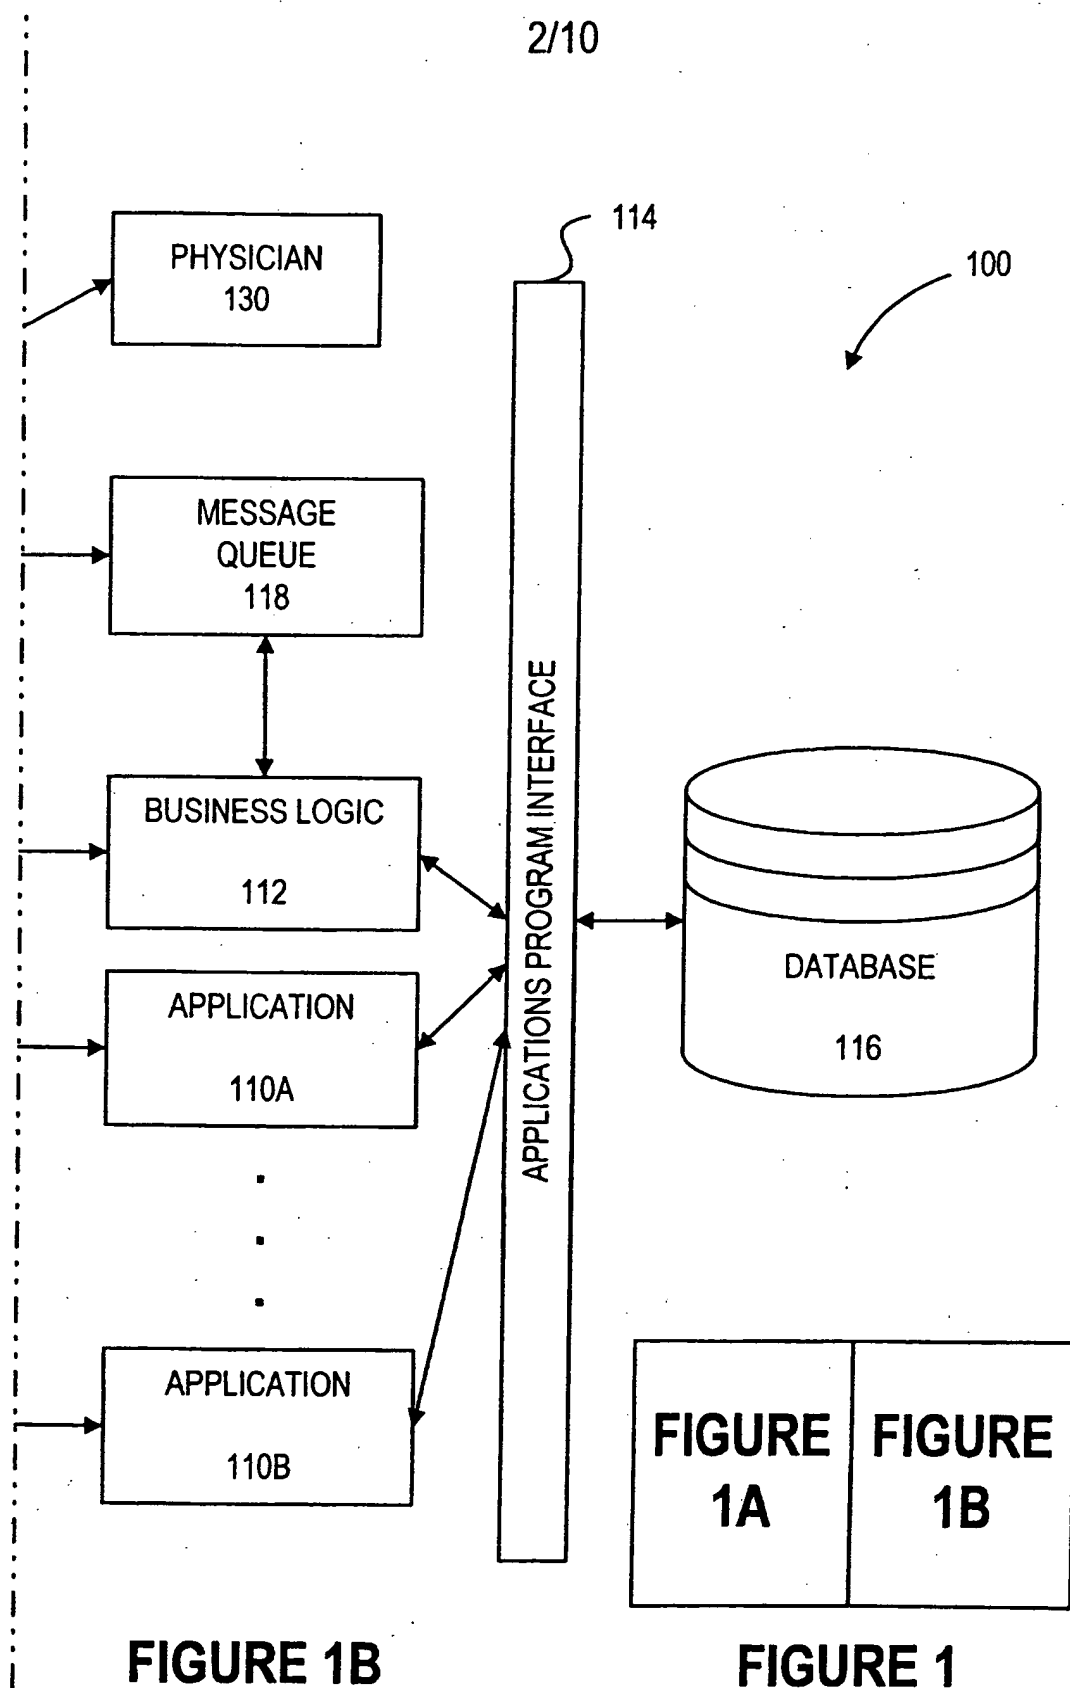 2/10
PHYSICIAN
130
114
100
MESSAGE
QUEUE
118
BUSINESS LOGIC
112
APPLICATION
110A
APPLICATION
110B
APPLICATIONS PROGRAM INTERFACE
DATABASE
116
FIGURE
1A
FIGURE
1B
FIGURE 1B
FIGURE 1